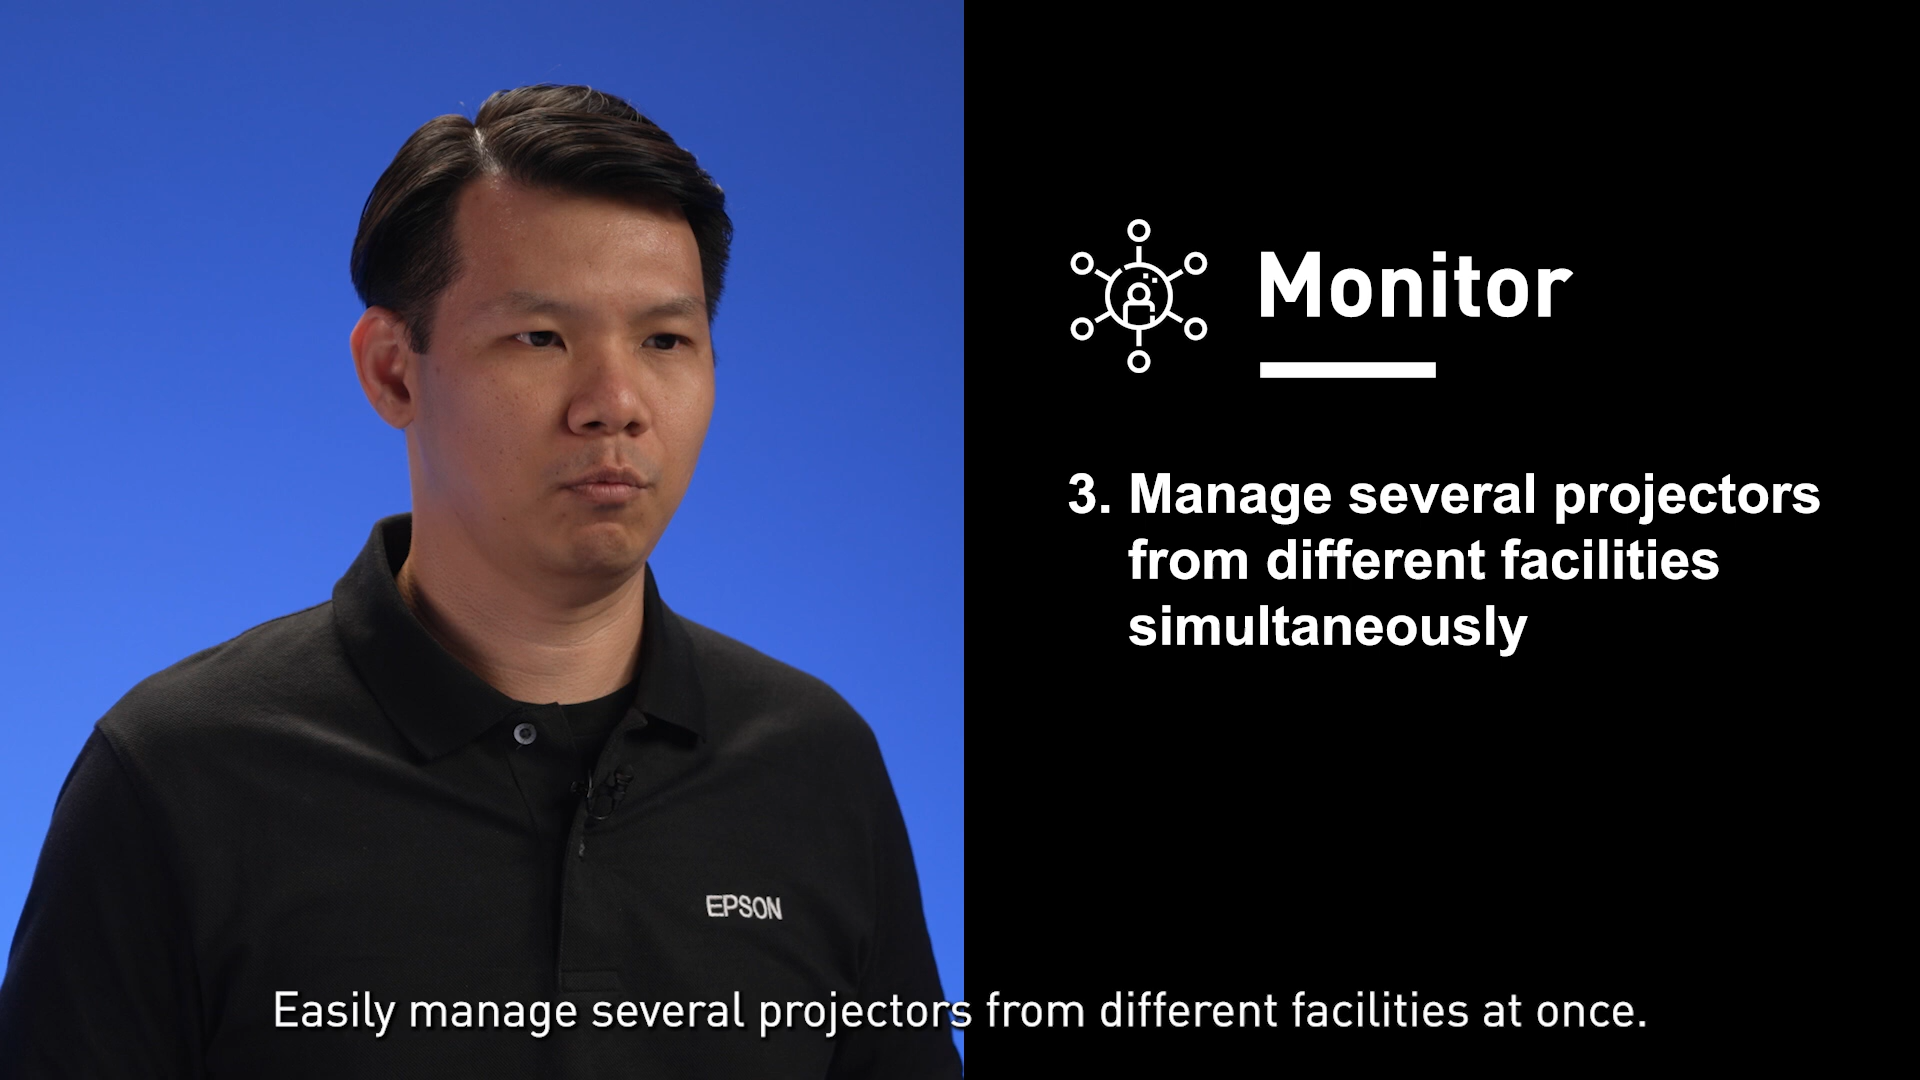 Monitor
3. Manage several projectors
from different facilities
simultaneously
EPSON
Easily manage several projectors from different facilities at once.